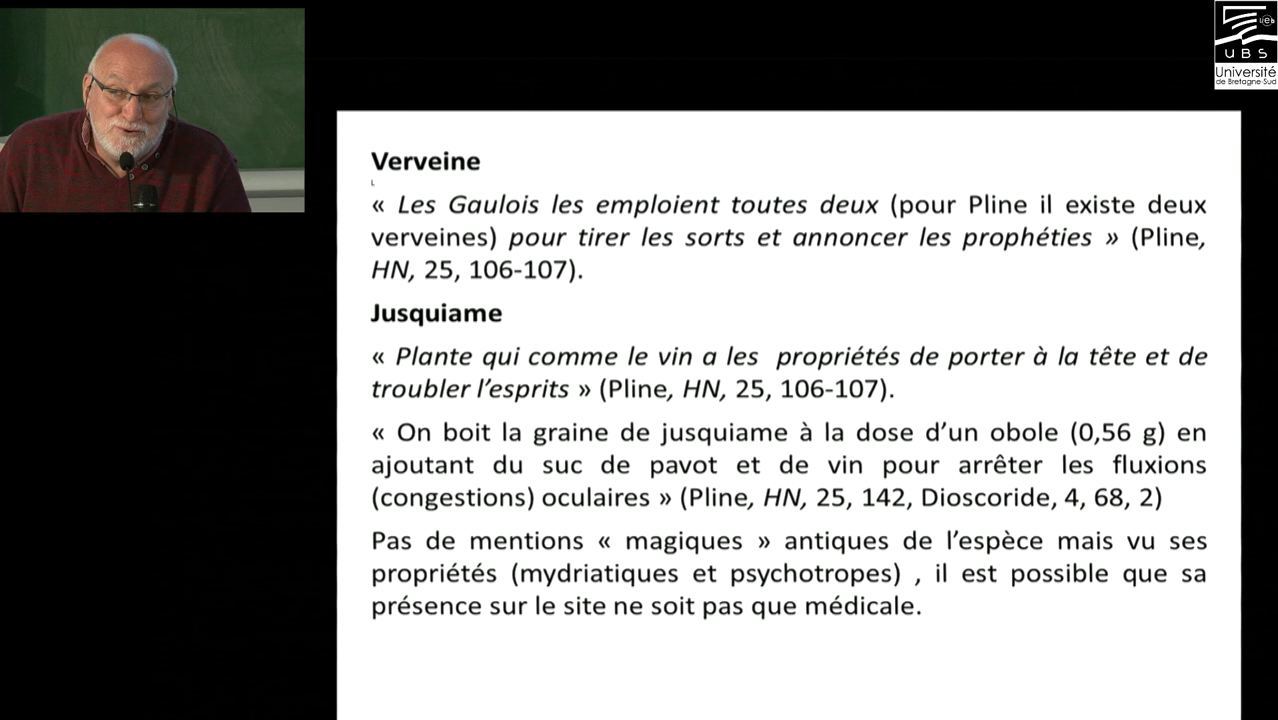 UBS
Université
de Bretagne-Sud
Verveine
« Les Gaulois les emploient toutes deux (pour Pline il existe deux
verveines) pour tirer les sorts et annoncer les prophéties » (Pline,
HN, 25, 106-107).
Jusquiame
« Plante qui comme le vin a les propriétés de porter à la tête et de
troubler l’esprits » (Pline, HN, 25, 106-107).
« On boit la graine de jusquiame à la dose d’un obole (0,56 g) en
ajoutant du suc de pavot et de vin pour arrêter les fluxions
(congestions) oculaires » (Pline, HN, 25, 142, Dioscoride, 4, 68, 2)
Pas de mentions « magiques » antiques de l’espèce mais vu ses
propriétés (mydriatiques et psychotropes) , il est possible que sa
présence sur le site ne soit pas que médicale.